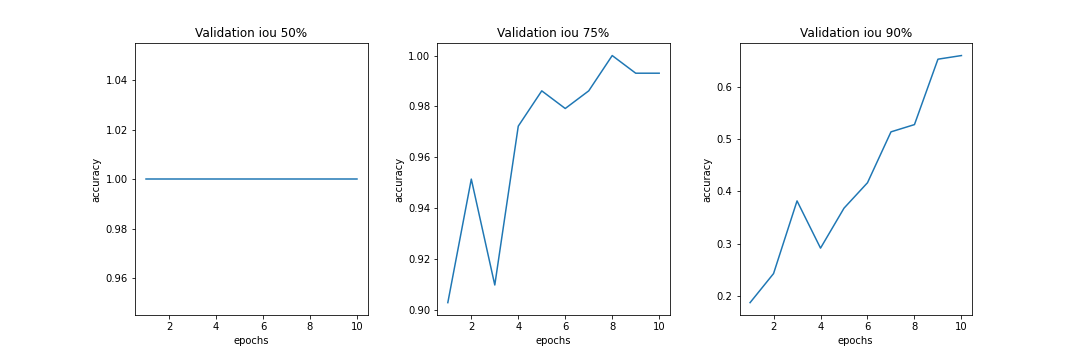 Validation iou 50%
accuracy
1.04
1.02
1.00
0.98
0.96
2 4 6 8 10
epochs
Validation iou 75%
accuracy
1.00
0.98
0.96
0.94
0.92
0.90
2 4 6 8 10
epochs
Validation iou 90%
accuracy
0.6
0.5
0.4
0.3
0.2
2 4 6 8 10
epochs